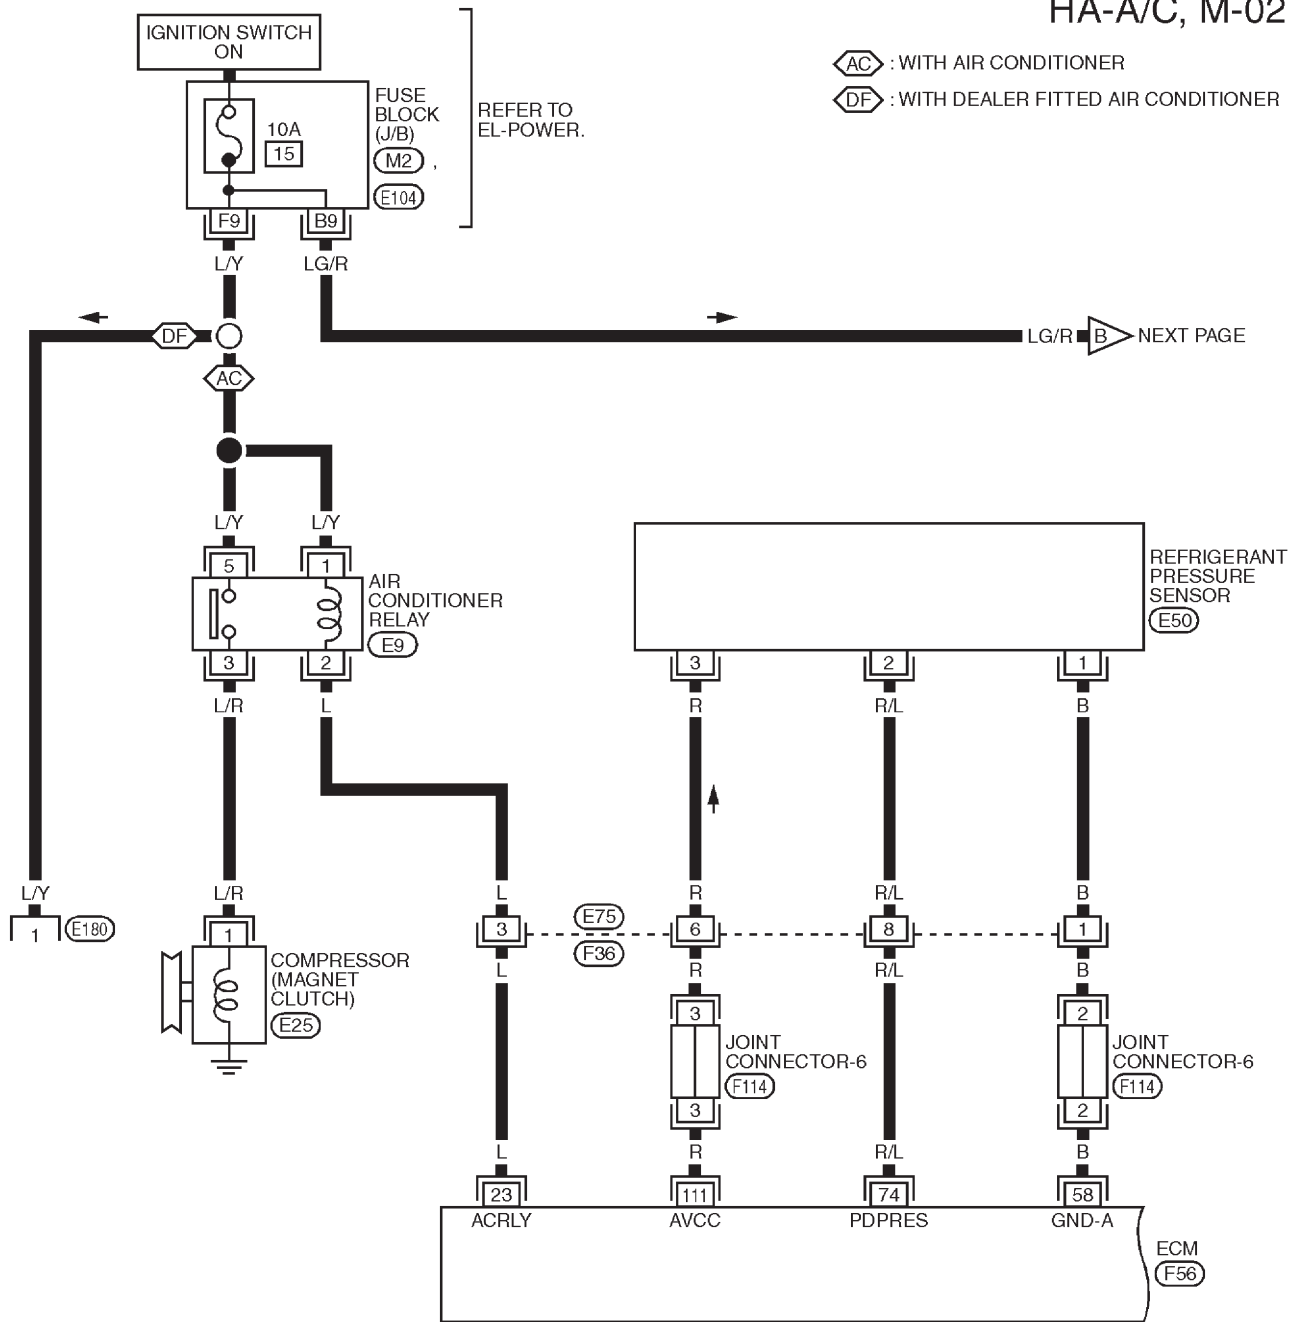 HA-A/C, M-02
AC : WITH AIR CONDITIONER
DF : WITH DEALER FITTED AIR CONDITIONER
IGNITION SWITCH
ON
FUSE
BLOCK
(J/B)
M2 ,
E104
10A
15
REFER TO
EL-POWER.
F9
B9
L/Y
LG/R
DF
AC
LG/R
B
NEXT PAGE
L/Y
L/Y
5
1
AIR
CONDITIONER
RELAY
E9
3
2
L/R
L
REFRIGERANT
PRESSURE
SENSOR
E50
3
2
1
R
R/L
B
L/Y
L/R
L
R
R/L
B
1
E180
1
3
E75
F36
6
8
1
L
R
R/L
B
COMPRESSOR
(MAGNET
CLUTCH)
E25
3
2
JOINT
CONNECTOR-6
F114
JOINT
CONNECTOR-6
F114
3
2
L
R
R/L
B
23
111
74
58
ACRLY
AVCC
PDPRES
GND-A
ECM
F56